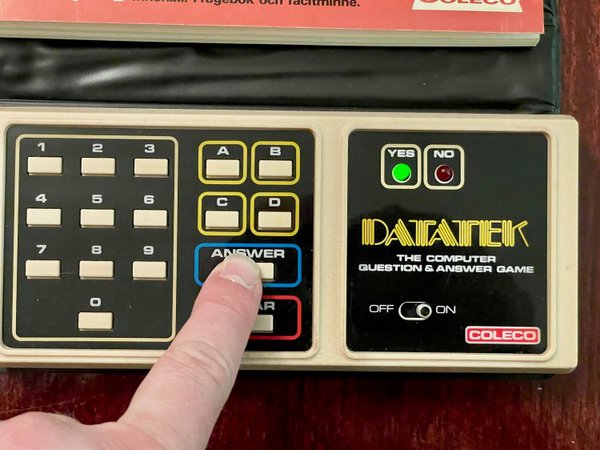 Frågebok och facitminne.
COLECO
1 2 3
4 5 6
7 8 9
0
A B
C D
ANSWER
AR
YES NO
DATATEK
THE COMPUTER
QUESTION & ANSWER GAME
OFF ON
COLECO